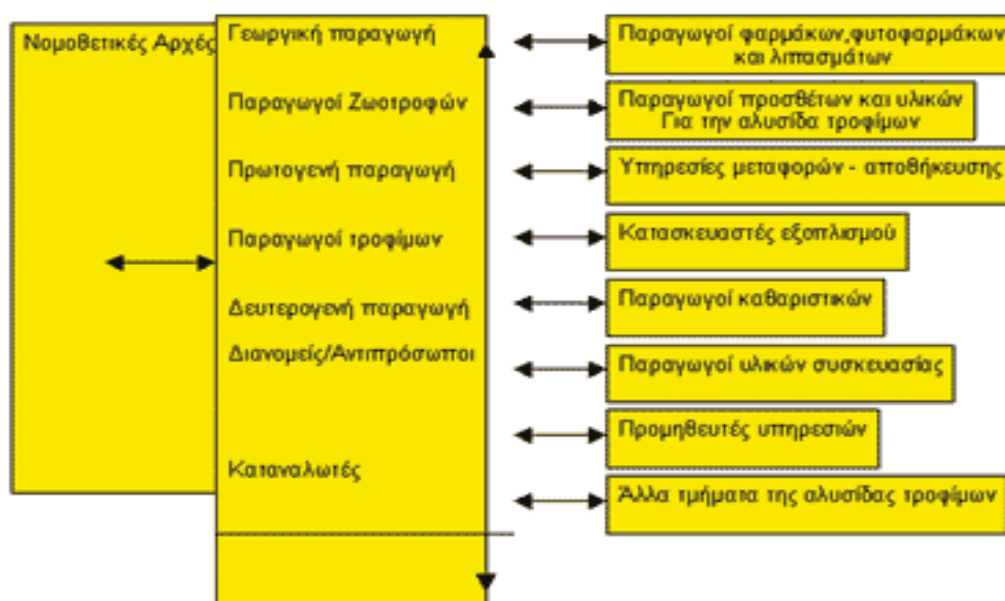 Νομοθετικές Αρχές
Γεωργική παραγωγή
Παραγωγοί Ζωοτροφών
Πρωτογενή παραγωγή
Παραγωγοί τροφίμων
Δευτερογενή παραγωγή
Διανομείς/Αντιπρόσωποι
Καταναλωτές
Παραγωγοί φαρμάκων,φυτοφαρμάκων
και λιπασμάτων
Παραγωγοί προσθέτων και υλικών
Για την αλυσίδα τροφίμων
Υπηρεσίες μεταφορών - αποθήκευσης
Κατασκευαστές εξοπλισμού
Παραγωγοί καθαριστικών
Παραγωγοί υλικών συσκευασίας
Προμηθευτές υπηρεσιών
Άλλα τμήματα της αλυσίδας τροφίμων